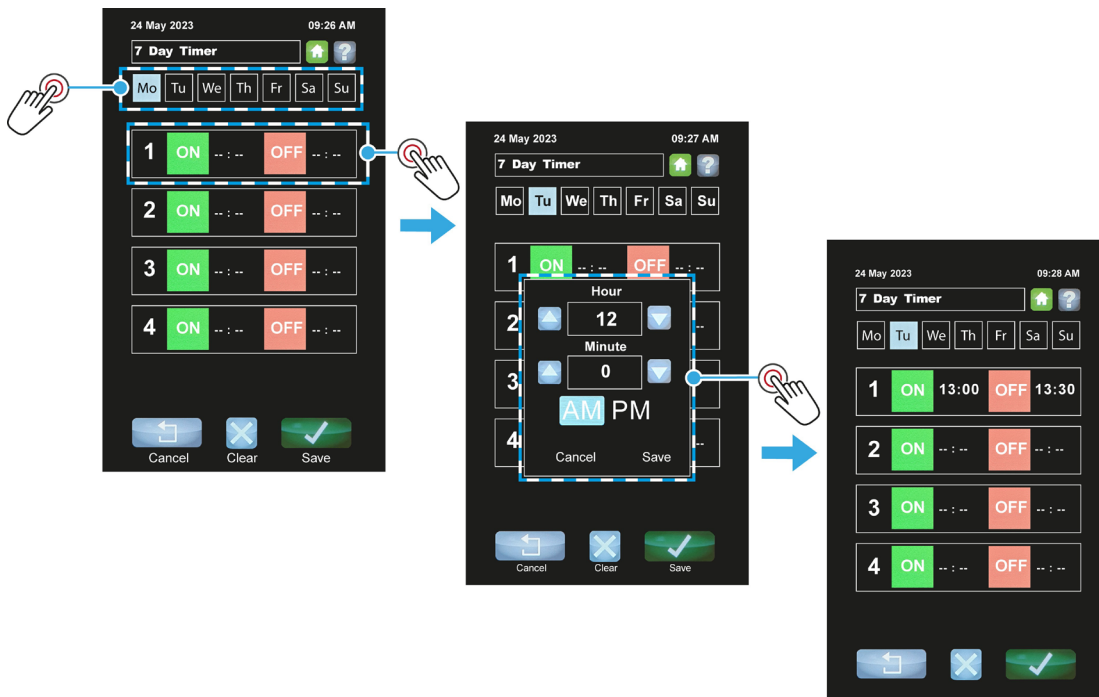 24 May 2023 09:26 AM
7 Day Timer ?
Mo Tu We Th Fr Sa Su
1 ON --:-- OFF --:--
2 ON --:-- OFF --:--
3 ON --:-- OFF --:--
4 ON --:-- OFF --:--
Cancel Clear Save
24 May 2023 09:27 AM
7 Day Timer ?
Mo Tu We Th Fr Sa Su
1 ON --:-- OFF --:--
Hour
2 12 --
Minute
3 0
AM PM
4 --
Cancel Save
Cancel Clear Save
24 May 2023 09:28 AM
7 Day Timer ?
Mo Tu We Th Fr Sa Su
1 ON 13:00 OFF 13:30
2 ON --:-- OFF --:--
3 ON --:-- OFF --:--
4 ON --:-- OFF --:--